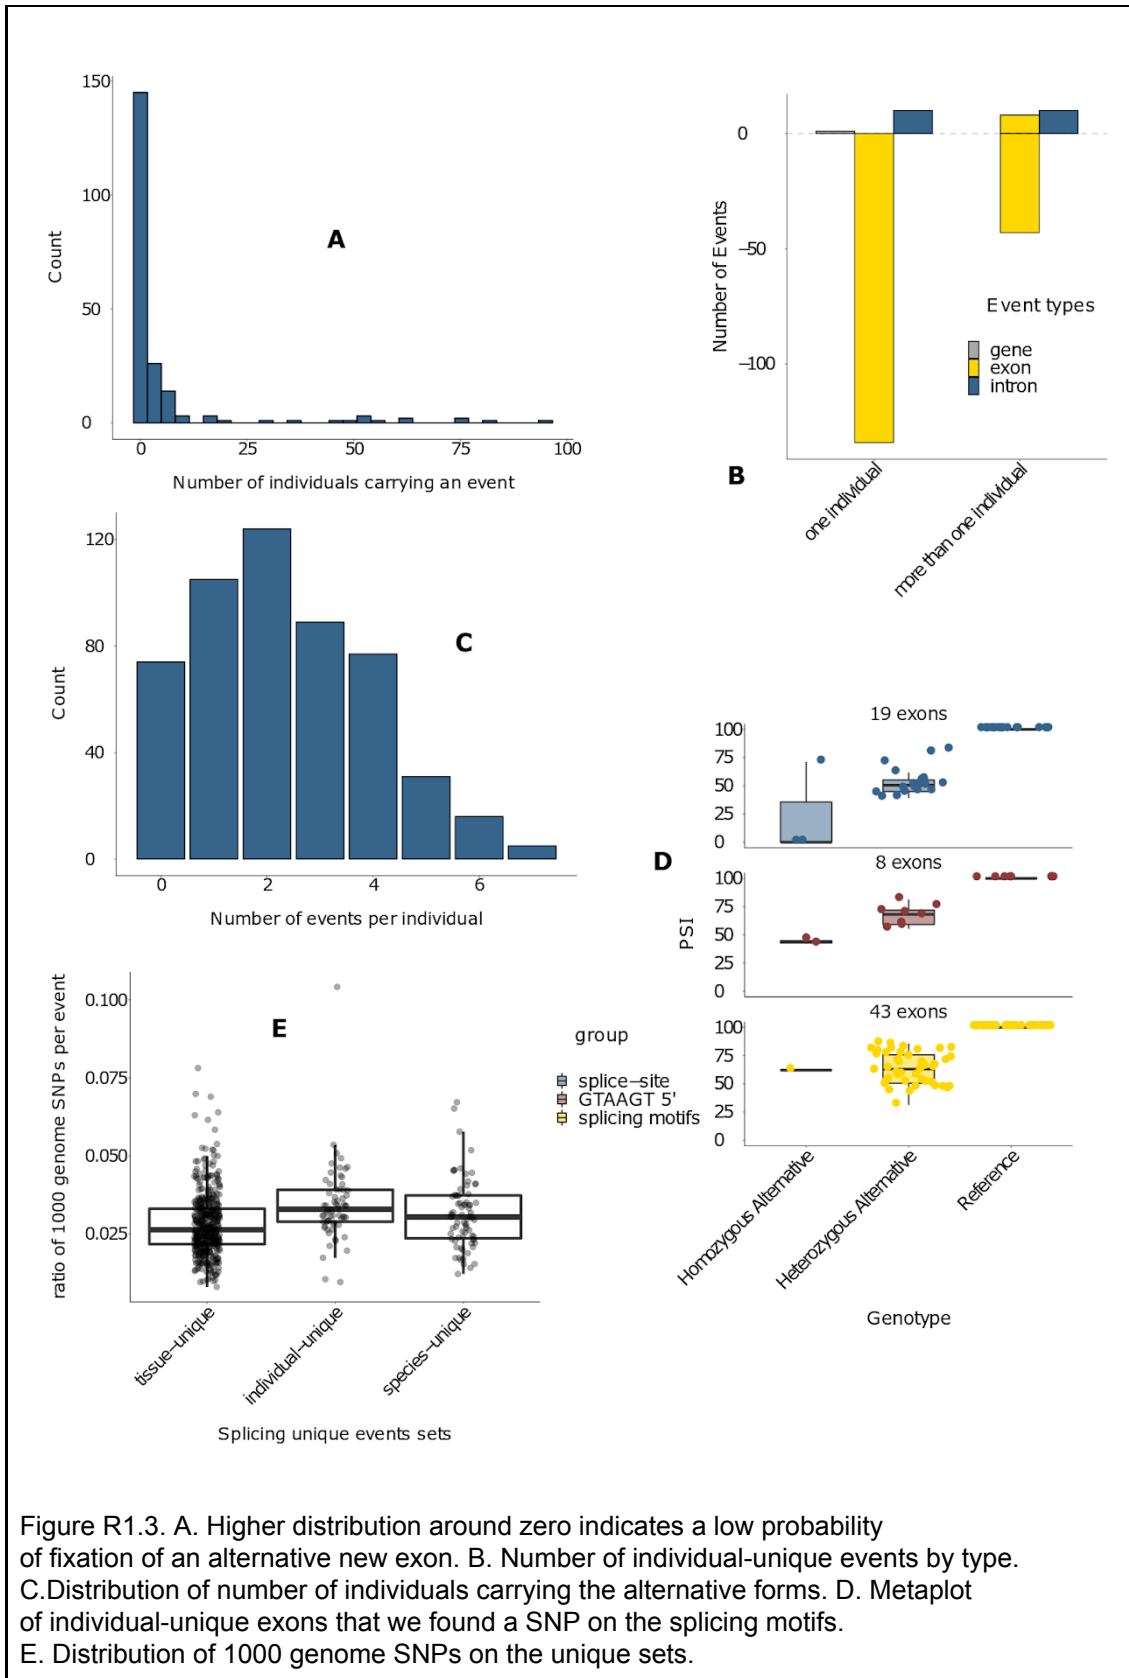 150
100
50
0
Count
A
0
25
50
75
100
Number of individuals carrying an event
0
−50
−100
Number of Events
Event types
gene
exon
intron
B
one individual
more than one individual
120
80
40
0
Count
C
0
2
4
6
Number of events per individual
D
PSI
19 exons
100
75
50
25
0
8 exons
100
75
50
25
0
43 exons
100
75
50
25
0
Homozygous Alternative
Heterozygous Alternative
Reference
Genotype
group
splice−site
GTAAGT 5'
splicing motifs
ratio of 1000 genome SNPs per event
0.100
0.075
0.050
0.025
E
tissue−unique
individual−unique
species−unique
Splicing unique events sets
Figure R1.3. A. Higher distribution around zero indicates a low probability
of fixation of an alternative new exon. B. Number of individual-unique events by type.
C.Distribution of number of individuals carrying the alternative forms. D. Metaplot
of individual-unique exons that we found a SNP on the splicing motifs.
E. Distribution of 1000 genome SNPs on the unique sets.